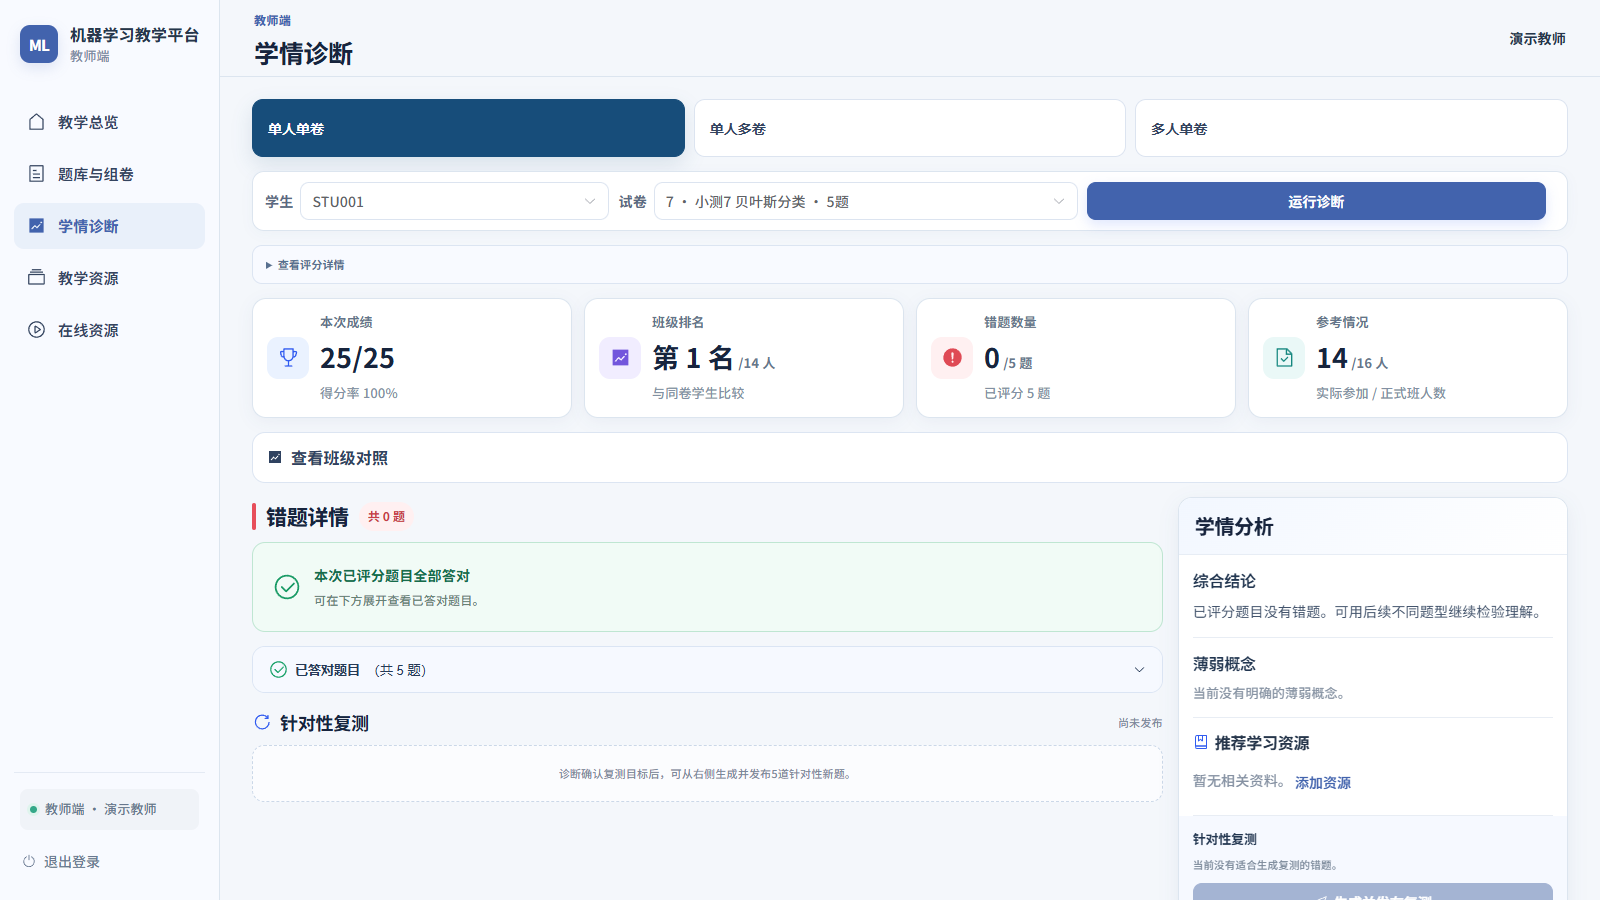 ML
机器学习教学平台
教师端
教学总览
题库与组卷
学情诊断
教学资源
在线资源
教师端 · 演示教师
退出登录
教师端
学情诊断
演示教师
单人单卷
单人多卷
多人单卷
学生
STU001
试卷
7 · 小测7 贝叶斯分类 · 5题
运行诊断
查看评分详情
本次成绩
25/25
得分率 100%
班级排名
第 1 名 /14 人
与同卷学生比较
错题数量
0 /5 题
已评分 5 题
参考情况
14 /16 人
实际参加 / 正式班人数
查看班级对照
错题详情 共 0 题
本次已评分题目全部答对
可在下方展开查看已答对题目。
已答对题目 (共 5 题)
针对性复测
尚未发布
诊断确认复测目标后，可从右侧生成并发布5道针对性新题。
学情分析
综合结论
已评分题目没有错题。可用后续不同题型继续检验理解。
薄弱概念
当前没有明确的薄弱概念。
推荐学习资源
暂无相关资料。 添加资源
针对性复测
当前没有适合生成复测的错题。